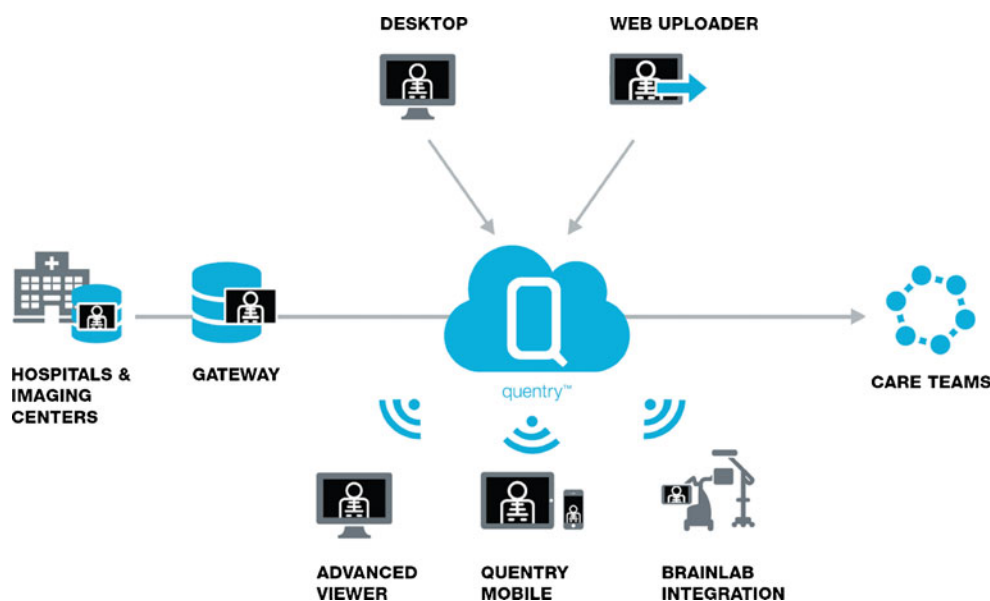 DESKTOP
WEB UPLOADER
HOSPITALS &
IMAGING
CENTERS
GATEWAY
Q
quentry™
CARE TEAMS
ADVANCED
VIEWER
QUENTRY
MOBILE
BRAINLAB
INTEGRATION